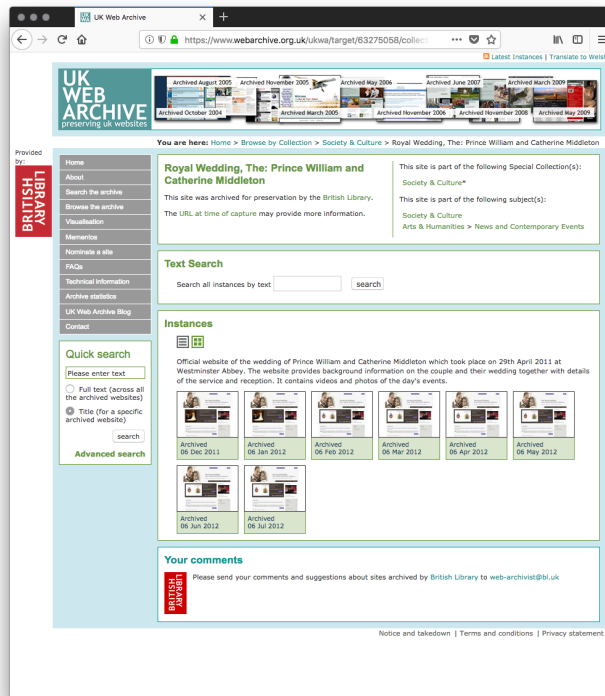 UK Web Archive
https://www.webarchive.org.uk/ukwa/target/63275058/collec
Latest Instances | Translate to Welsh
UK
WEB
ARCHIVE
preserving uk websites
Archived August 2005
Archived November 2005
Archived May 2006
Archived June 2007
Archived March 2009
Archived October 2004
Archived March 2005
Archived November 2006
Archived November 2008
Archived May 2009
You are here: Home > Browse by Collection > Society & Culture > Royal Wedding, The: Prince William and Catherine Middleton
Provided
by:
BRITISH
LIBRARY
Home
About
Search the archive
Browse the archive
Visualisation
Mementos
Nominate a site
FAQs
Technical information
Archive statistics
UK Web Archive Blog
Contact
Quick search
Please enter text
Full text (across all
the archived websites)
Title (for a specific
archived website)
search
Advanced search
Royal Wedding, The: Prince William and
Catherine Middleton
This site was archived for preservation by the British Library.
The URL at time of capture may provide more information.
This site is part of the following Special Collection(s):
Society & Culture*
This site is part of the following subject(s):
Society & Culture
Arts & Humanities > News and Contemporary Events
Text Search
Search all instances by text
search
Instances
Official website of the wedding of Prince William and Catherine Middleton which took place on 29th April 2011 at
Westminster Abbey. The website provides background information on the couple and their wedding together with details
of the service and reception. It contains videos and photos of the day's events.
Archived
06 Dec 2011
Archived
06 Jan 2012
Archived
06 Feb 2012
Archived
06 Mar 2012
Archived
06 Apr 2012
Archived
06 May 2012
Archived
06 Jun 2012
Archived
06 Jul 2012
Your comments
BRITISH
LIBRARY
Please send your comments and suggestions about sites archived by British Library to web-archivist@bl.uk
Notice and takedown | Terms and conditions | Privacy statement